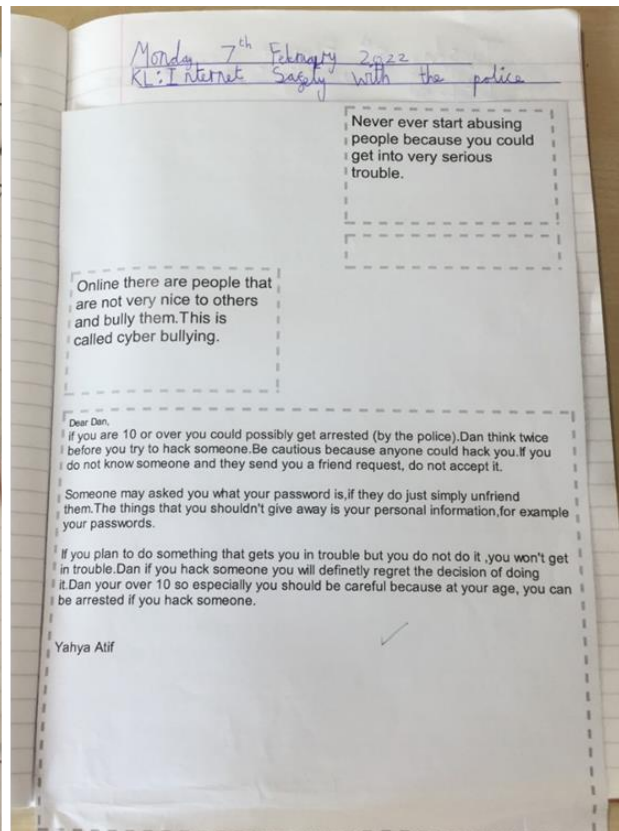 Monday 7th February 2022
KL: Internet Safety with the police
Never ever start abusing
people because you could
get into very serious
trouble.
Online there are people that
are not very nice to others
and bully them.This is
called cyber bullying.
Dear Dan,
if you are 10 or over you could possibly get arrested (by the police).Dan think twice
before you try to hack someone.Be cautious because anyone could hack you.If you
do not know someone and they send you a friend request, do not accept it.
Someone may asked you what your password is,if they do just simply unfriend
them.The things that you shouldn't give away is your personal information,for example
your passwords.
If you plan to do something that gets you in trouble but you do not do it ,you won't get
in trouble.Dan if you hack someone you will definetly regret the decision of doing
it.Dan your over 10 so especially you should be careful because at your age, you can
be arrested if you hack someone.
Yahya Atif